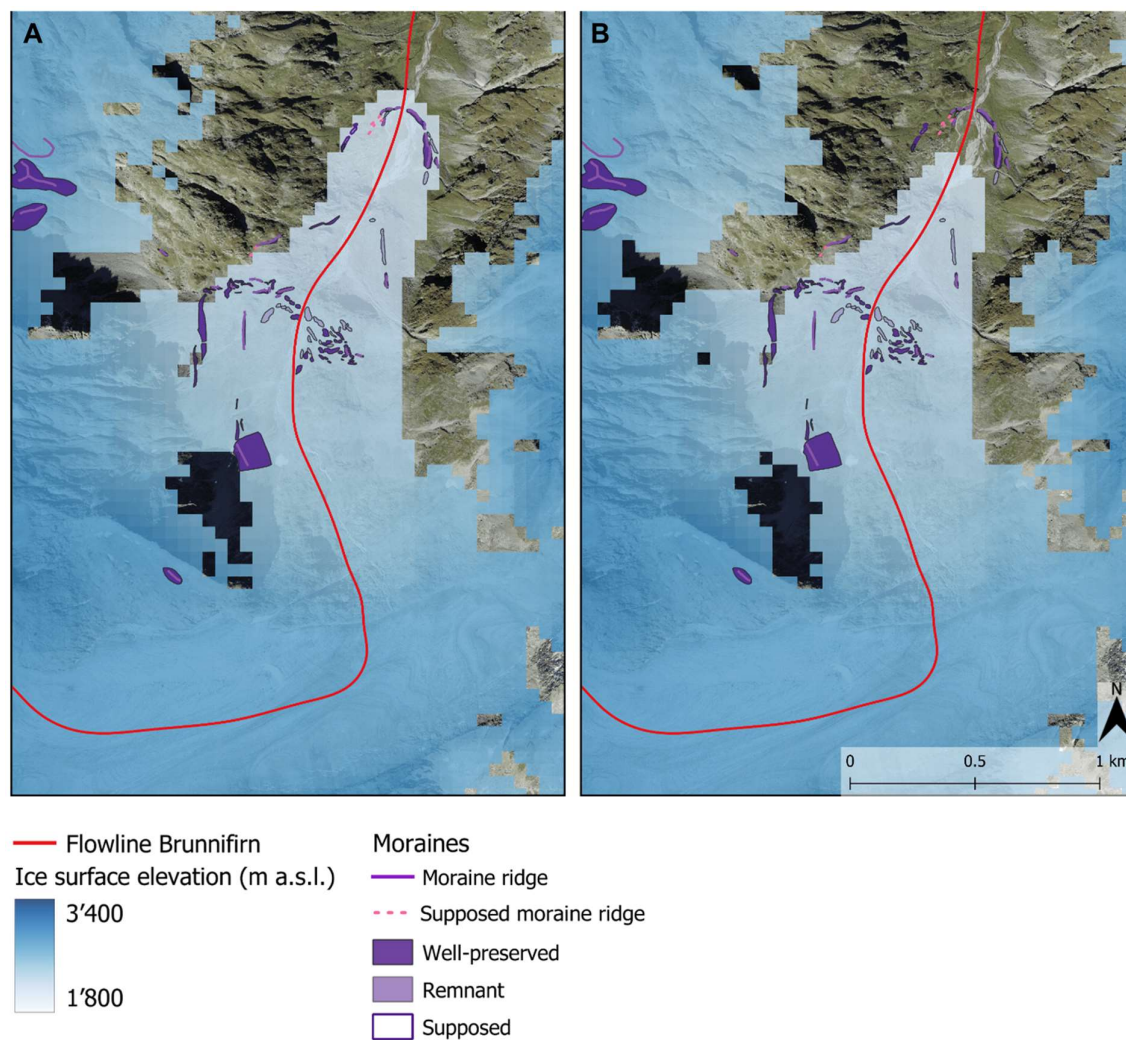 A
B
N
0 0.5 1 km
Flowline Brunnifirn
Ice surface elevation (m a.s.l.)
3'400
1'800
Moraines
Moraine ridge
Supposed moraine ridge
Well-preserved
Remnant
Supposed